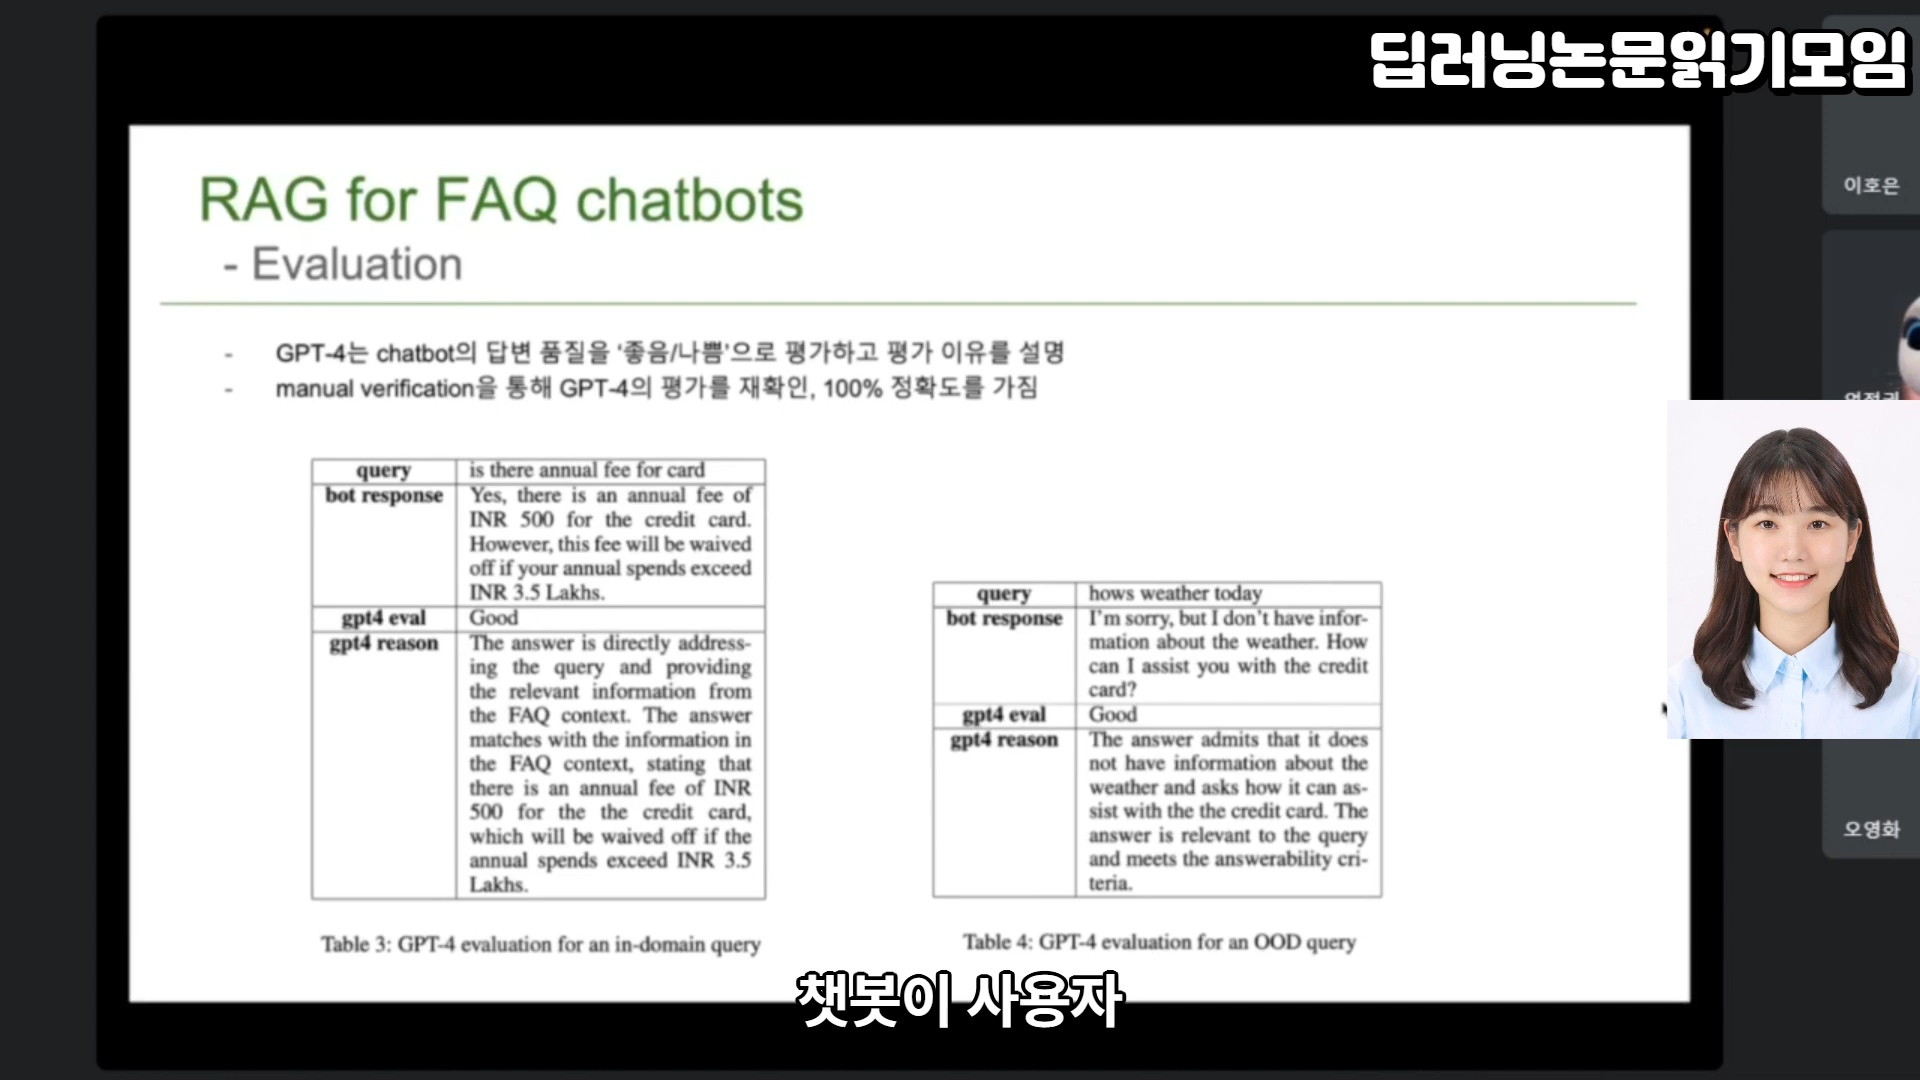 딥러닝논문읽기모임
이호은
RAG for FAQ chatbots
- Evaluation
- GPT-4는 chatbot의 답변 품질을 ‘좋음/나쁨’으로 평가하고 평가 이유를 설명
- manual verification을 통해 GPT-4의 평가를 재확인, 100% 정확도를 가짐
query is there annual fee for card
bot response Yes, there is an annual fee of
INR 500 for the credit card.
However, this fee will be waived
off if your annual spends exceed
INR 3.5 Lakhs.
gpt4 eval Good
gpt4 reason The answer is directly address-
ing the query and providing
the relevant information from
the FAQ context. The answer
matches with the information in
the FAQ context, stating that
there is an annual fee of INR
500 for the the credit card,
which will be waived off if the
annual spends exceed INR 3.5
Lakhs.
Table 3: GPT-4 evaluation for an in-domain query
query hows weather today
bot response I'm sorry, but I don't have infor-
mation about the weather. How
can I assist you with the credit
card?
gpt4 eval Good
gpt4 reason The answer admits that it does
not have information about the
weather and asks how it can as-
sist with the the credit card. The
answer is relevant to the query
and meets the answerability cri-
teria.
Table 4: GPT-4 evaluation for an OOD query
오영화
챗봇이 사용자